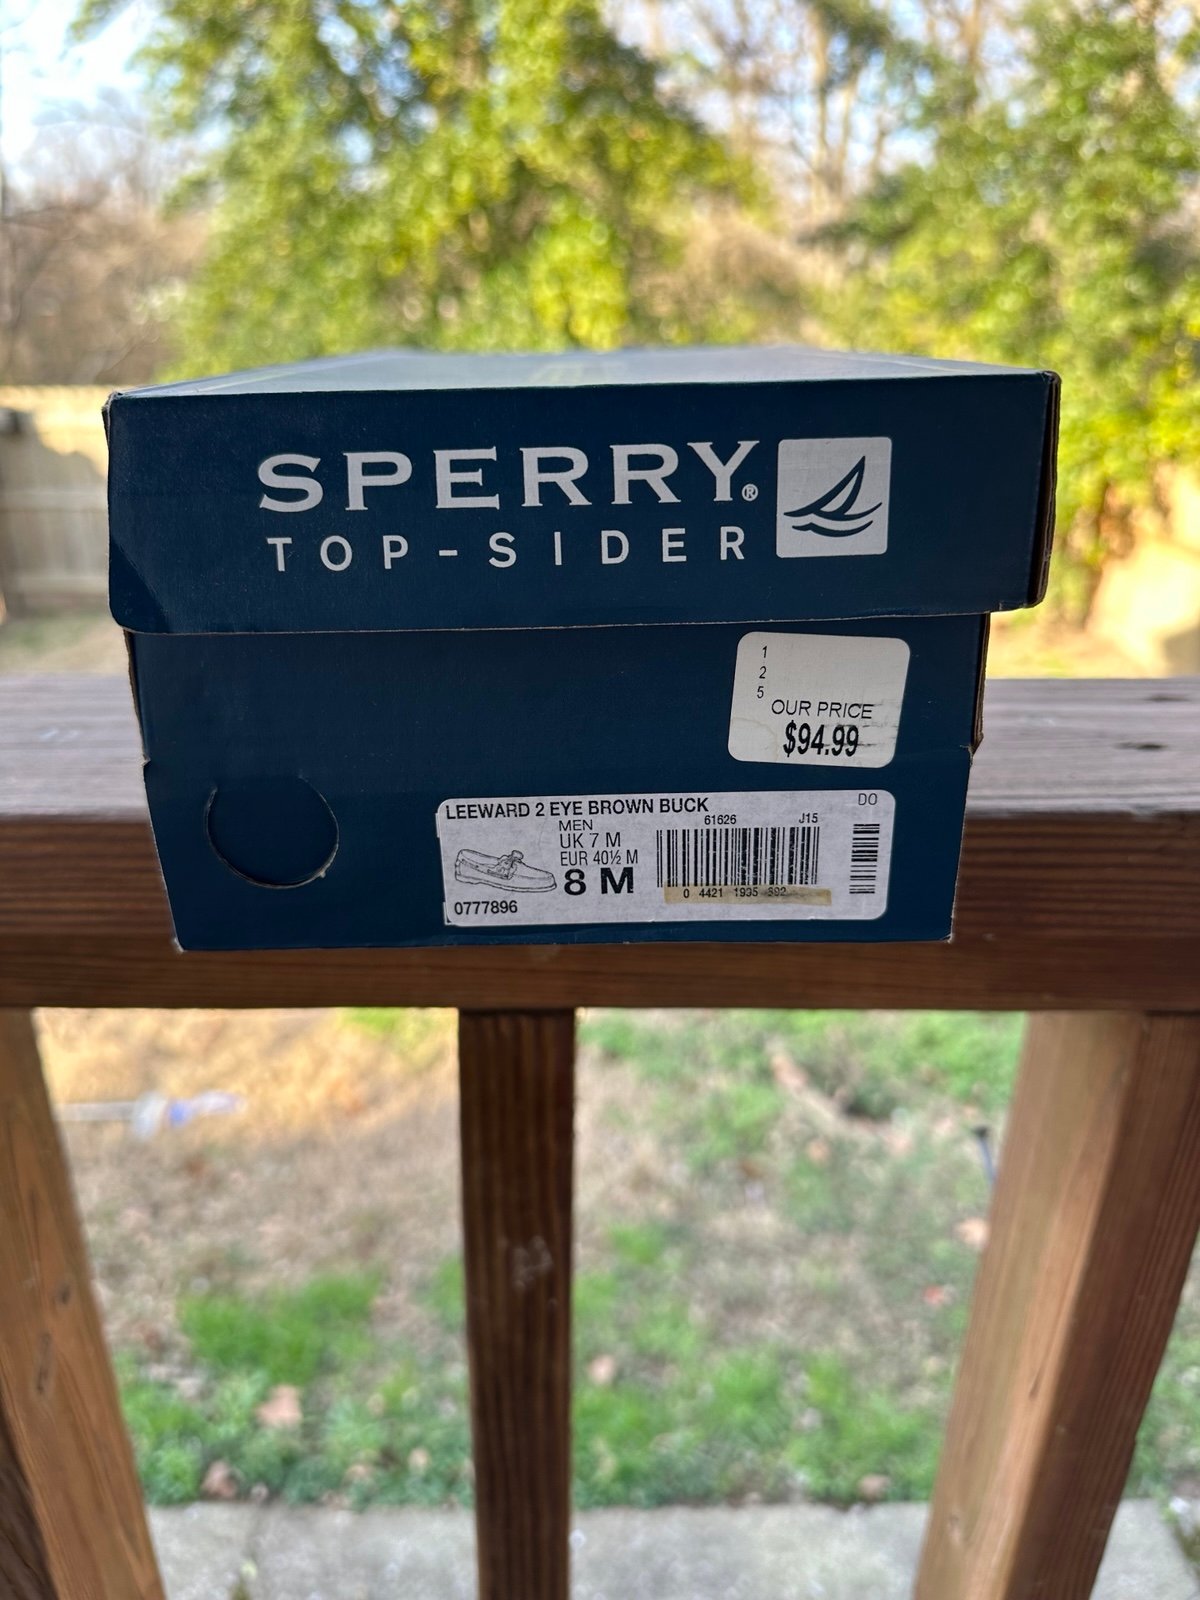 SPERRY®
TOP-SIDER
1
2
5
OUR PRICE
$94.99
LEEWARD 2 EYE BROWN BUCK
DO
MEN
61626
J15
UK 7 M
EUR 40½ M
8 M
0777896
0 4421 1935 592